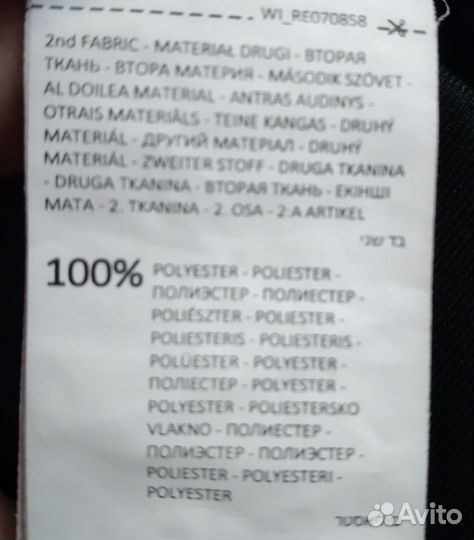 WI_RE070858
2nd FABRIC - MATERIAŁ DRUGI - ВТОРАЯ
ТКАНЬ - ВТОРА МАТЕРИЯ - MÁSODIK SZÖVET -
AL DOILEA MATERIAL - ANTRAS AUDINYS -
OTRAIS MATERIĀLS - TEINE KANGAS - DRUHÝ
MATERIÁL - ДРУГИЙ МАТЕРІАЛ - DRUHÝ
MATERIÁL - ZWEITER STOFF - DRUGA TKANINA
- DRUGA TKANINA - ВТОРАЯ ТКАНЬ - ЕКІНШІ
МАТА - 2. TKANINA - 2. OSA - 2:A ARTIKEL
בד שני
100% POLYESTER - POLIESTER -
ПОЛИЭСТЕР - ПОЛИЕСТЕР -
POLIÉSZTER - POLIESTER -
POLIESTERIS - POLIESTERIS -
POLÜESTER - POLYESTER -
ПОЛІЕСТЕР - POLYESTER -
POLYESTER - POLIESTERSKO
VLAKNO - ПОЛИЕСТЕР -
ПОЛИЭСТЕР - ПОЛИЭСТЕР -
POLIESTER - POLYESTERI -
POLYESTER
Avito